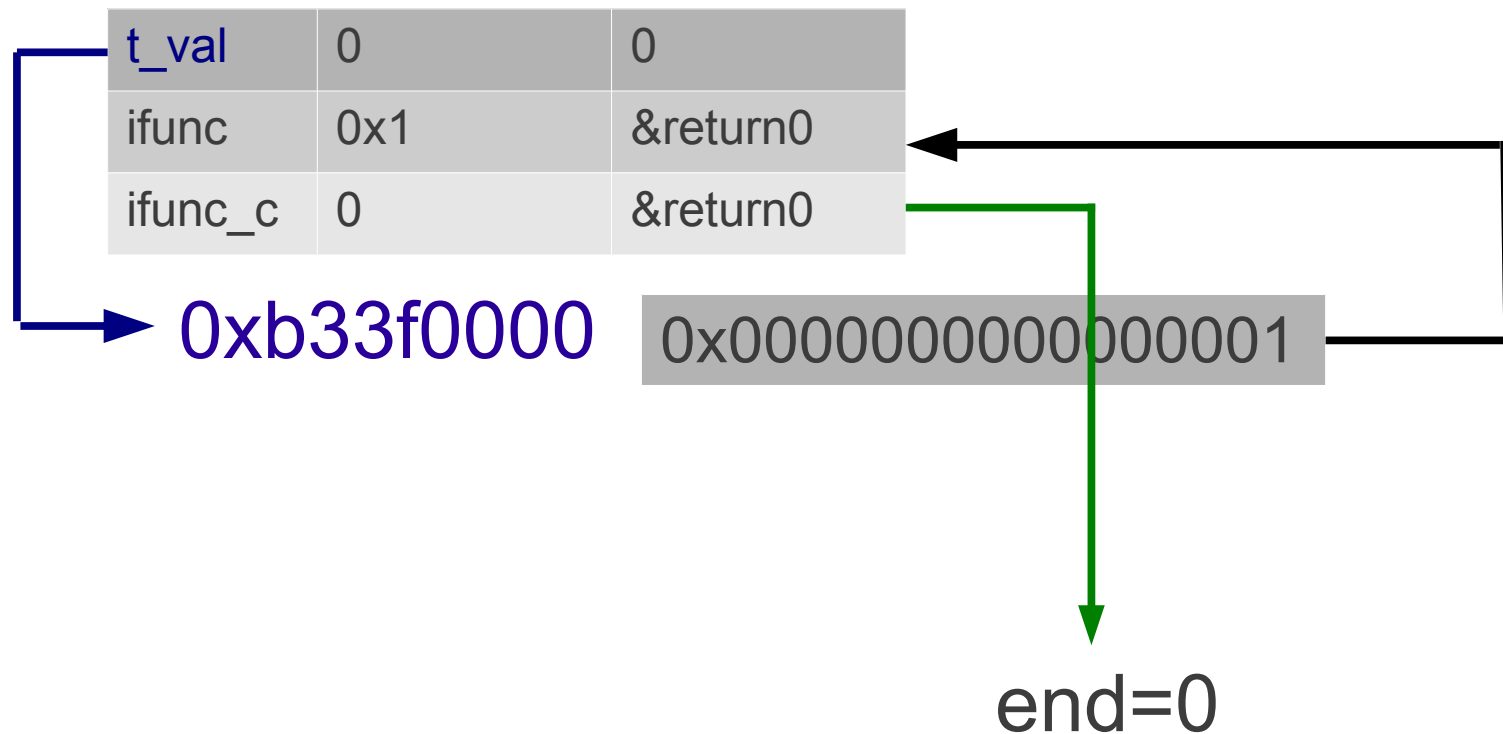 t_val 0 0
ifunc 0x1 &return0
ifunc_c 0 &return0
0xb33f0000 0x0000000000000001
end=0